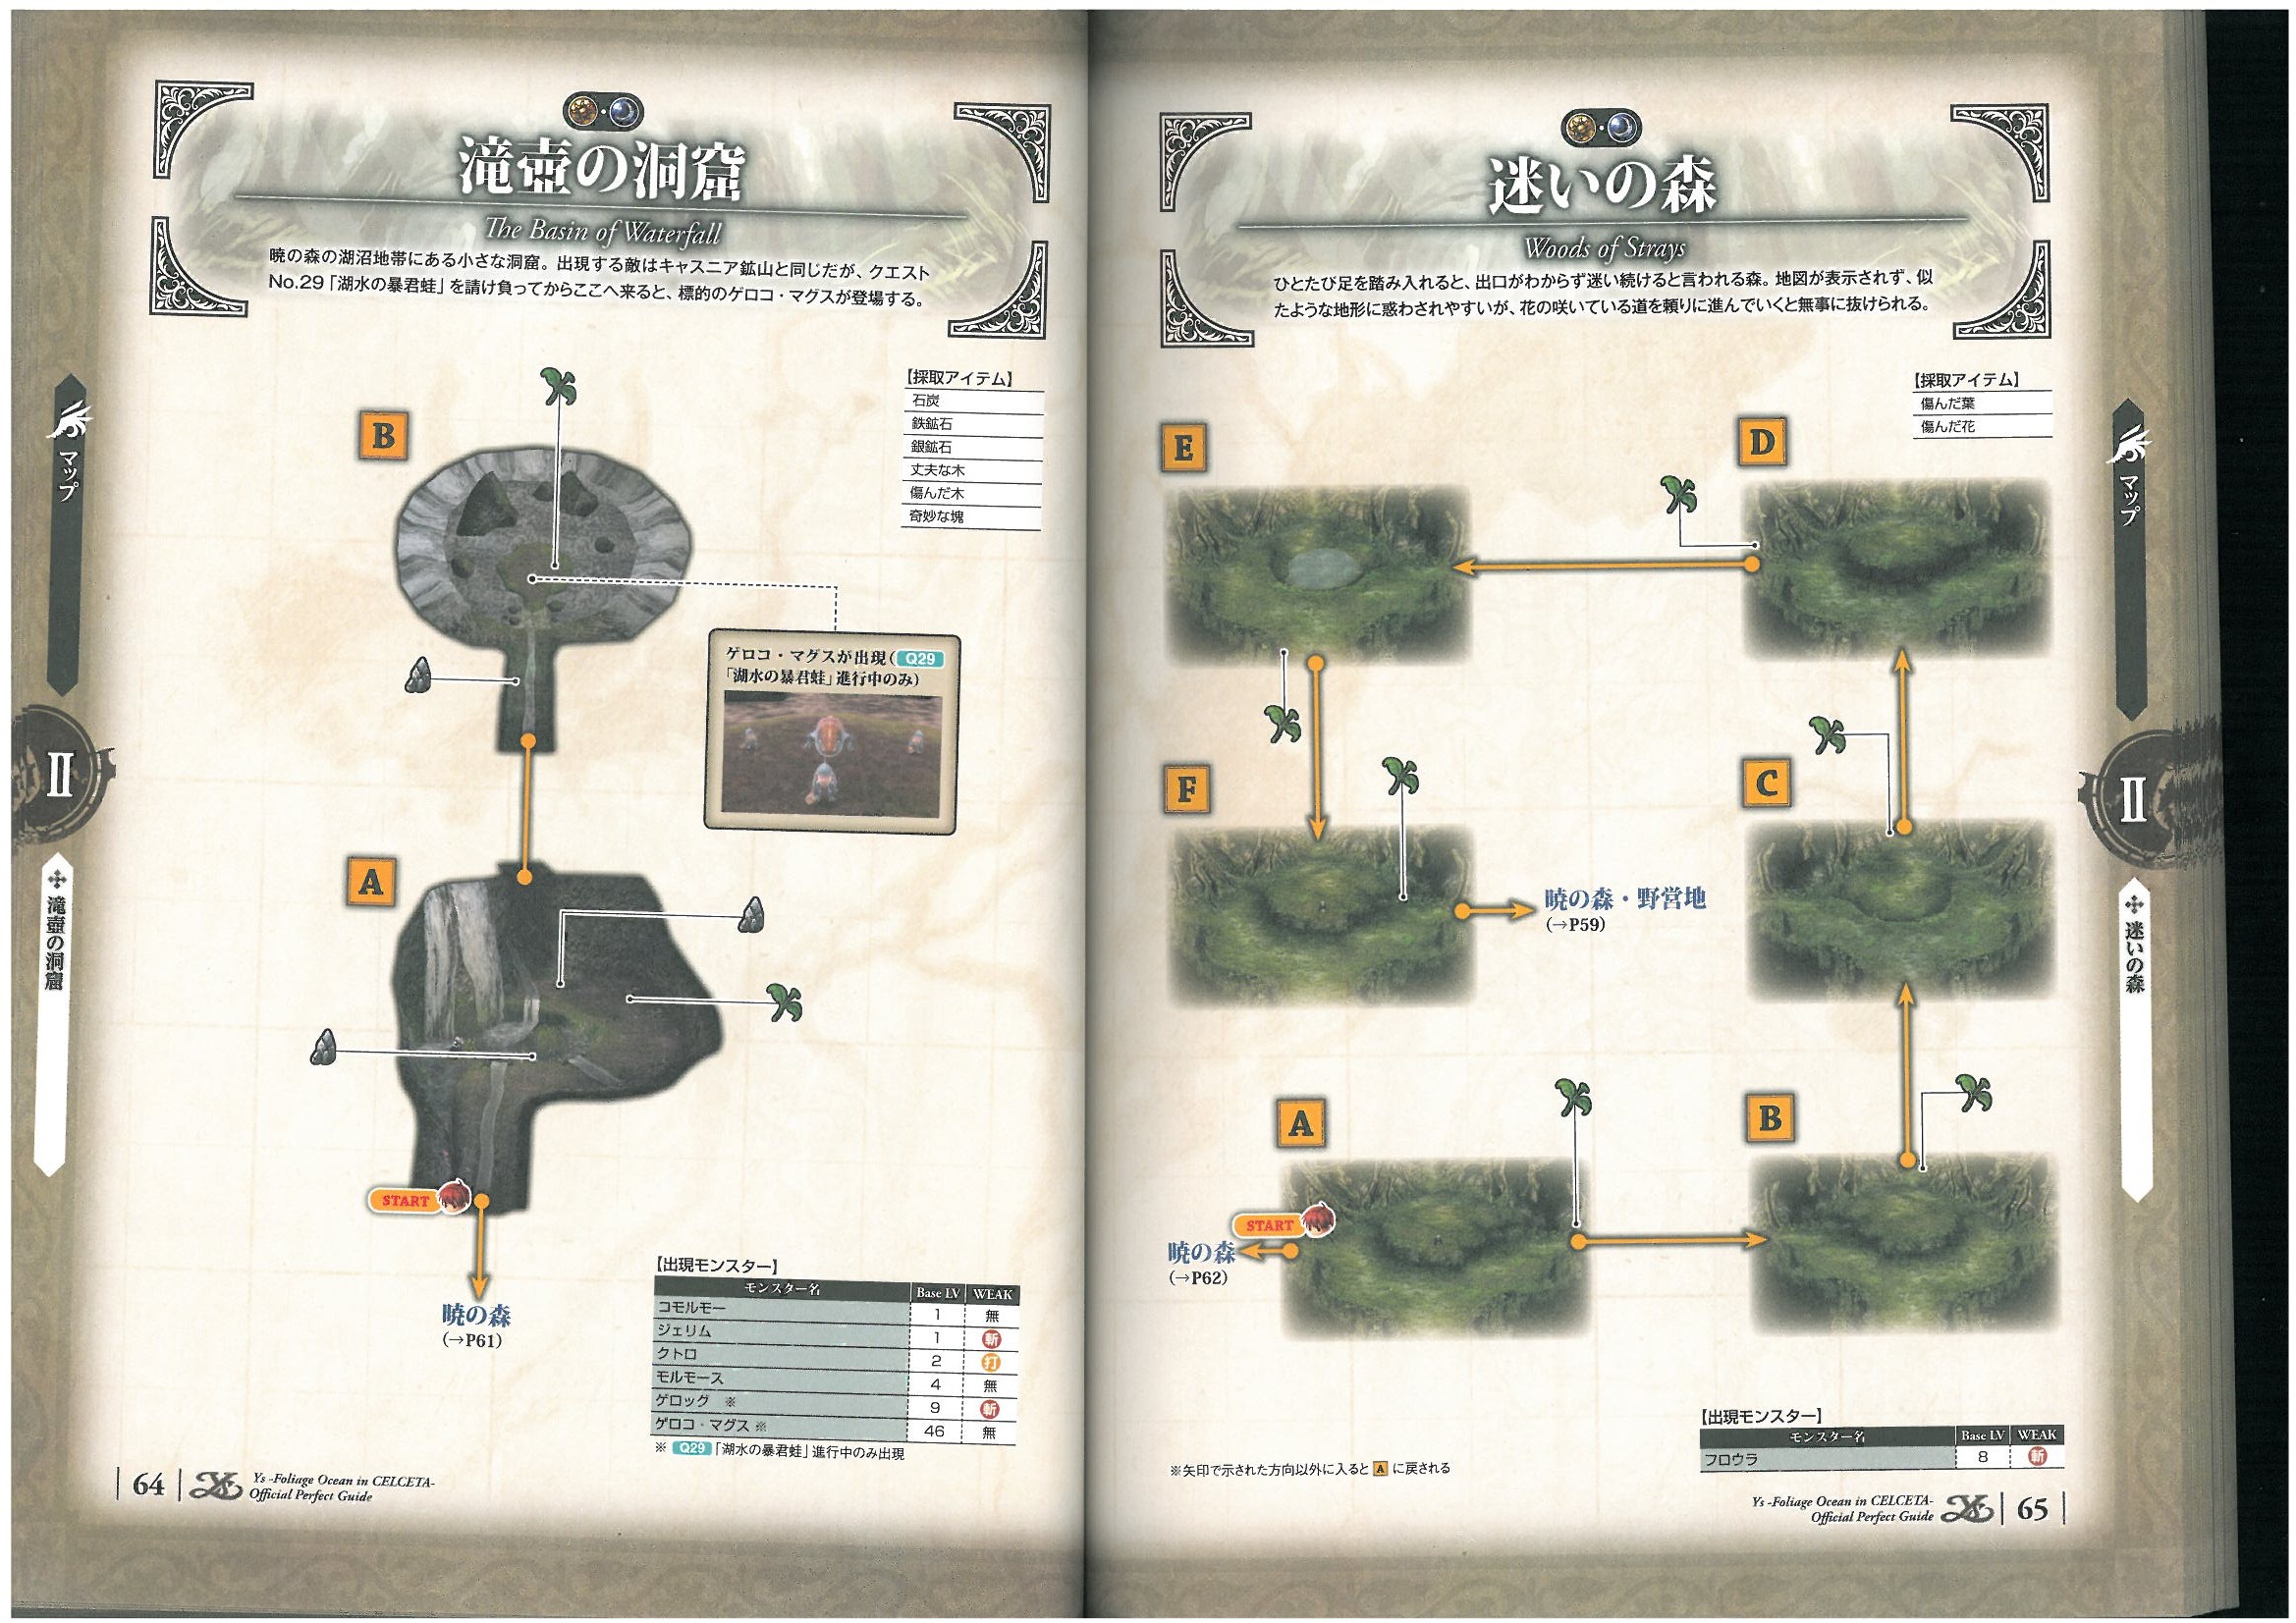 滝壺の洞窟
The Basin of Waterfall
暁の森の湖沼地帯にある小さな洞窟。出現する敵はキャスニア鉱山と同じだが、クエスト
No.29「湖水の暴君蛙」を請け負ってからここへ来ると、標的のゲロコ・マグスが登場する。
【採取アイテム】
石炭
鉄鉱石
銀鉱石
丈夫な木
傷んだ木
奇妙な塊
B
ゲロコ・マグスが出現(Q29
「湖水の暴君蛙」進行中のみ)
A
START
暁の森
(→P61)
【出現モンスター】
モンスター名 Base LV WEAK
コモルモー 1 無
ジェリム 1 斬
クトロ 2 打
モルモース 4 無
ゲロッグ ※ 9 斬
ゲロコ・マグス ※ 46 無
※ Q29「湖水の暴君蛙」進行中のみ出現
マップ
II
滝壺の洞窟
64 Ys Ys -Foliage Ocean in CELCETA-
Official Perfect Guide
迷いの森
Woods of Strays
ひとたび足を踏み入れると、出口がわからず迷い続けると言われる森。地図が表示されず、似
たような地形に惑わされやすいが、花の咲いている道を頼りに進んでいくと無事に抜けられる。
【採取アイテム】
傷んだ葉
傷んだ花
E
D
F
C
暁の森・野営地
(→P59)
A
B
START
暁の森
(→P62)
【出現モンスター】
モンスター名 Base LV WEAK
フロウラ 8 斬
※矢印で示された方向以外に入ると A に戻される
マップ
II
迷いの森
Ys -Foliage Ocean in CELCETA-
Official Perfect Guide Ys 65